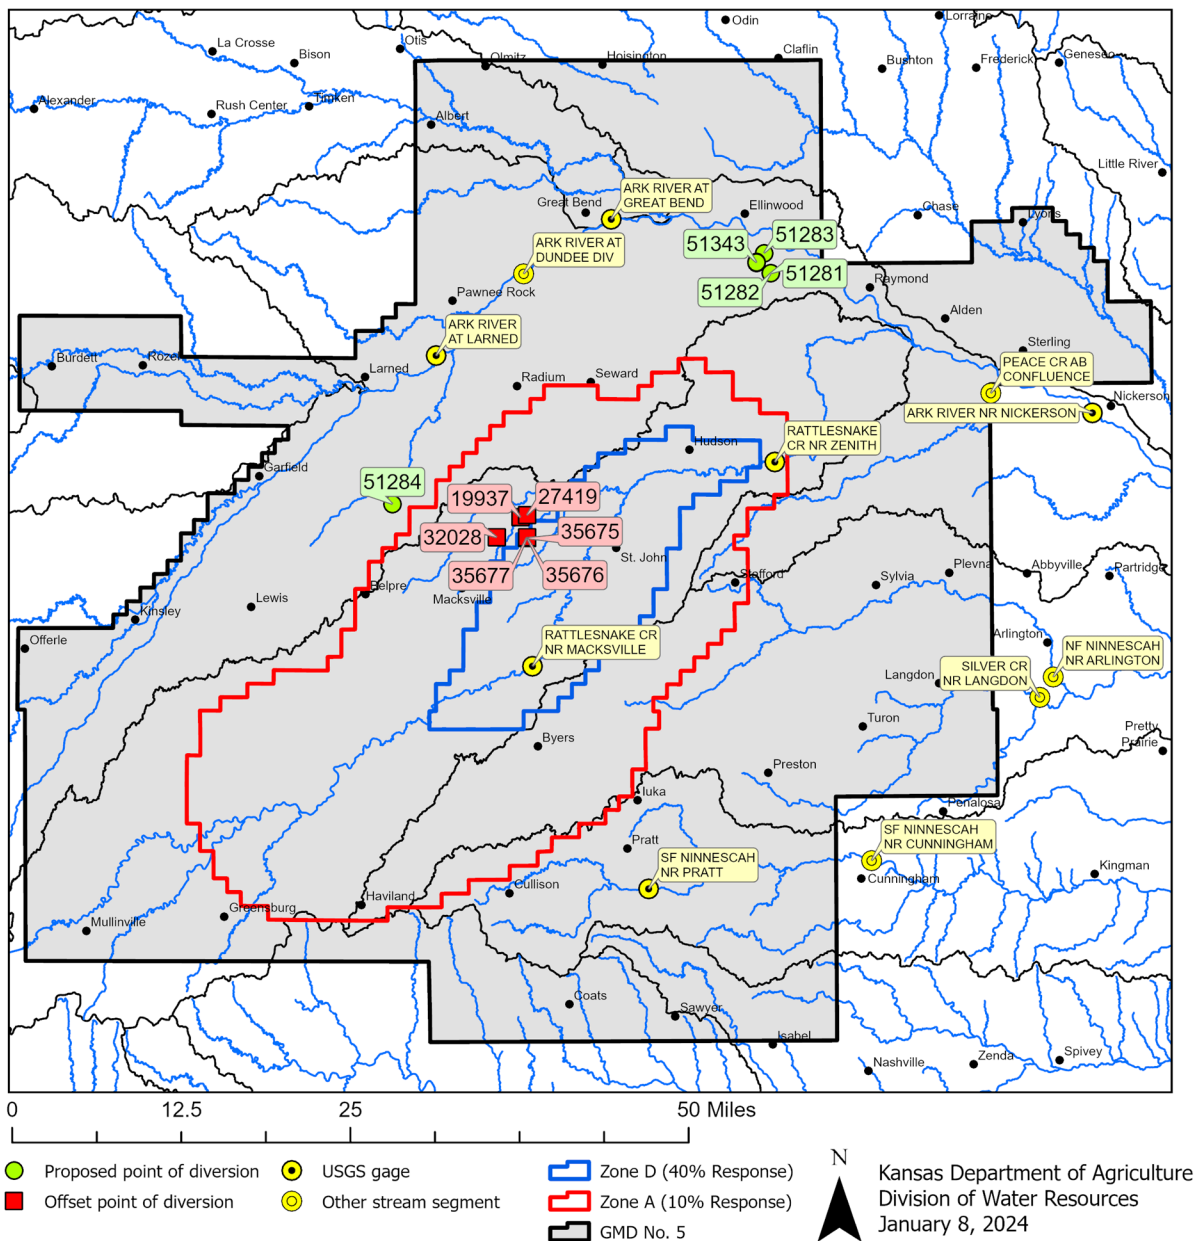 Odin
Lorraine
La Crosse
Otis
Bison
Olmitz
Hoisington
Claflin
Bushton
Frederick
Geneseo
Alexander
Rush Center
Timken
Albert
Little River
ARK RIVER AT
GREAT BEND
Great Bend
Ellinwood
Chase
Lyons
51343
51283
ARK RIVER AT
DUNDEE DIV
51282
51281
Raymond
Pawnee Rock
Alden
ARK RIVER
AT LARNED
Sterling
Burdett
Rozel
Larned
Radium
Seward
PEACE CR AB
CONFLUENCE
Nickerson
ARK RIVER NR NICKERSON
RATTLESNAKE
CR NR ZENITH
Hudson
Garfield
51284
19937
27419
32028
35675
St. John
35677
35676
Stafford
Sylvia
Plevna
Abbyville
Partridge
Belpre
Macksville
Lewis
Kinsley
Offerle
RATTLESNAKE CR
NR MACKSVILLE
Arlington
NF NINNESCAH
NR ARLINGTON
SILVER CR
NR LANGDON
Langdon
Turon
Pretty
Prairie
Byers
Preston
Iuka
Penalosa
Pratt
SF NINNESCAH
NR CUNNINGHAM
SF NINNESCAH
NR PRATT
Cunningham
Kingman
Cullison
Haviland
Greensburg
Mullinville
Coats
Sawyer
Isabel
Nashville
Zenda
Spivey
0 12.5 25 50 Miles
Proposed point of diversion
Offset point of diversion
USGS gage
Other stream segment
Zone D (40% Response)
Zone A (10% Response)
GMD No. 5
N
Kansas Department of Agriculture
Division of Water Resources
January 8, 2024